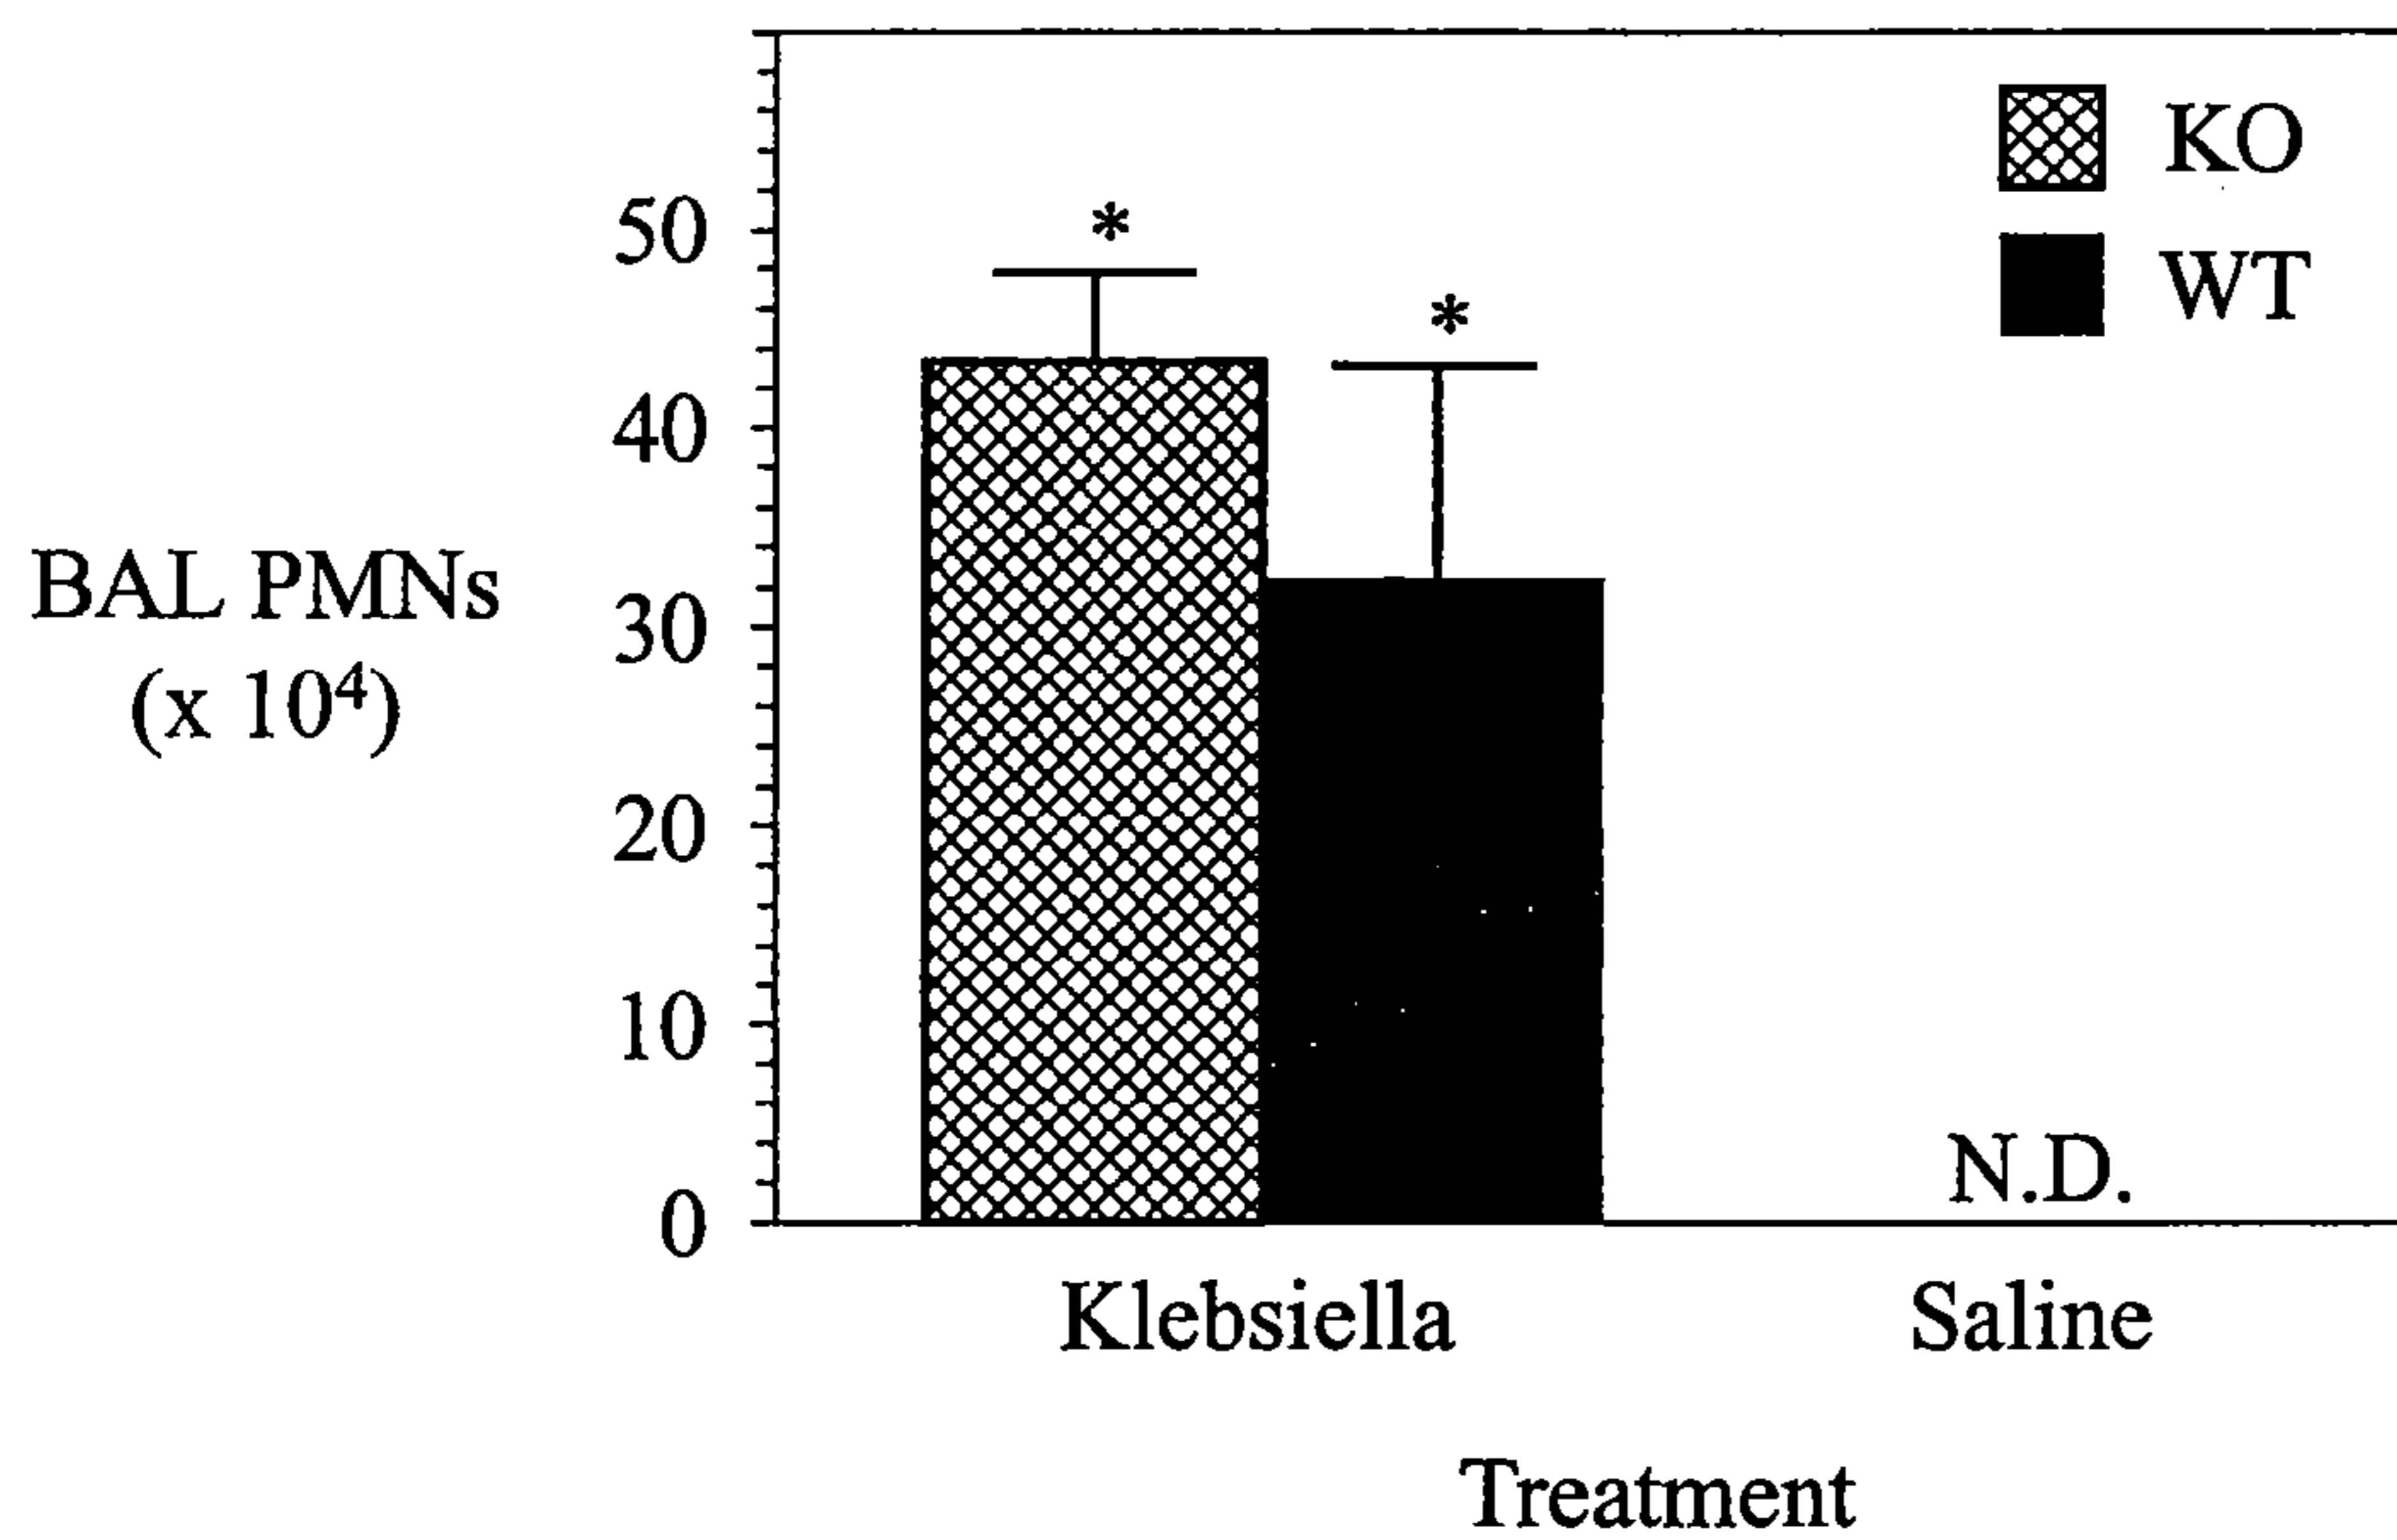 KO
WT
*
*
50
40
30
20
10
0
BAL PMNs
(x 10⁴)
N.D.
Klebsiella
Saline
Treatment